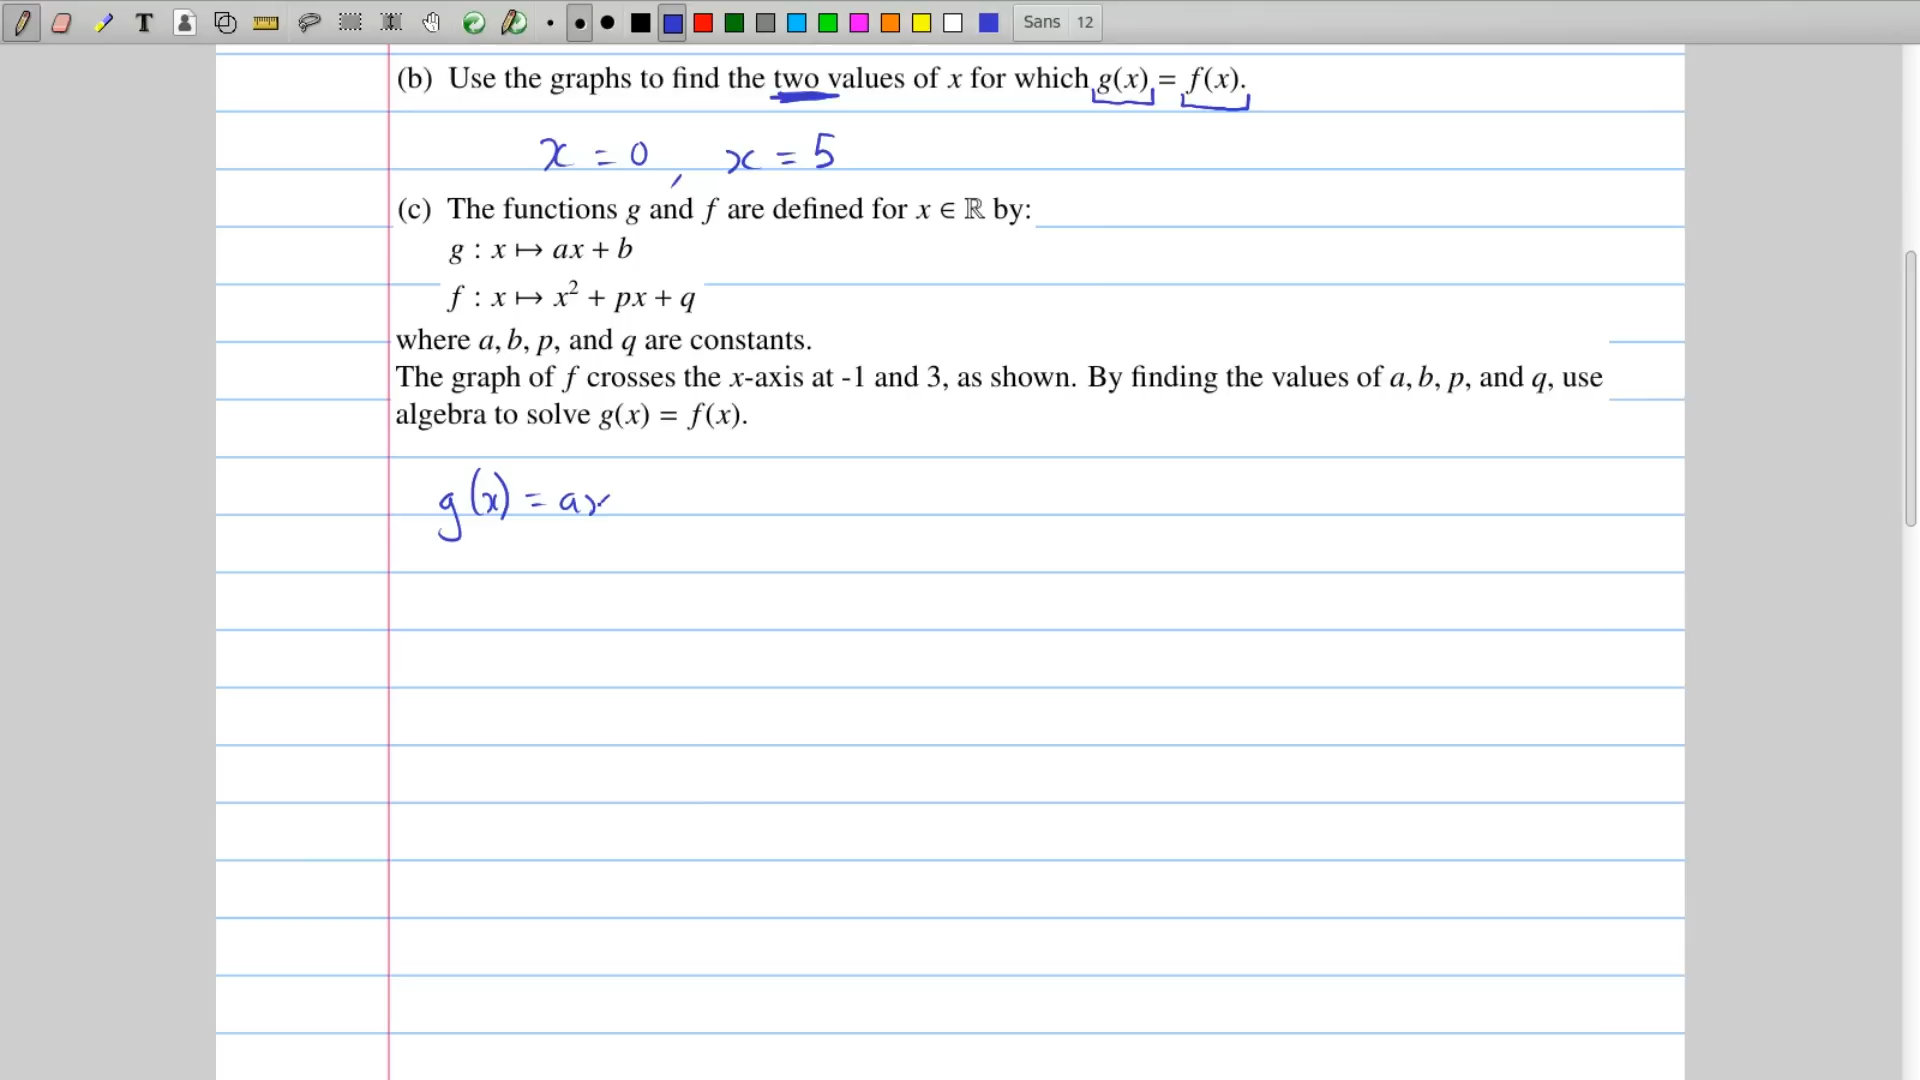 T Sans 12
(b) Use the graphs to find the two values of x for which g(x) = f(x).
x = 0 , x = 5
(c) The functions g and f are defined for x ∈ ℝ by:
g : x ↦ ax + b
f : x ↦ x² + px + q
where a, b, p, and q are constants.
The graph of f crosses the x-axis at -1 and 3, as shown. By finding the values of a, b, p, and q, use
algebra to solve g(x) = f(x).
g(x) = ax